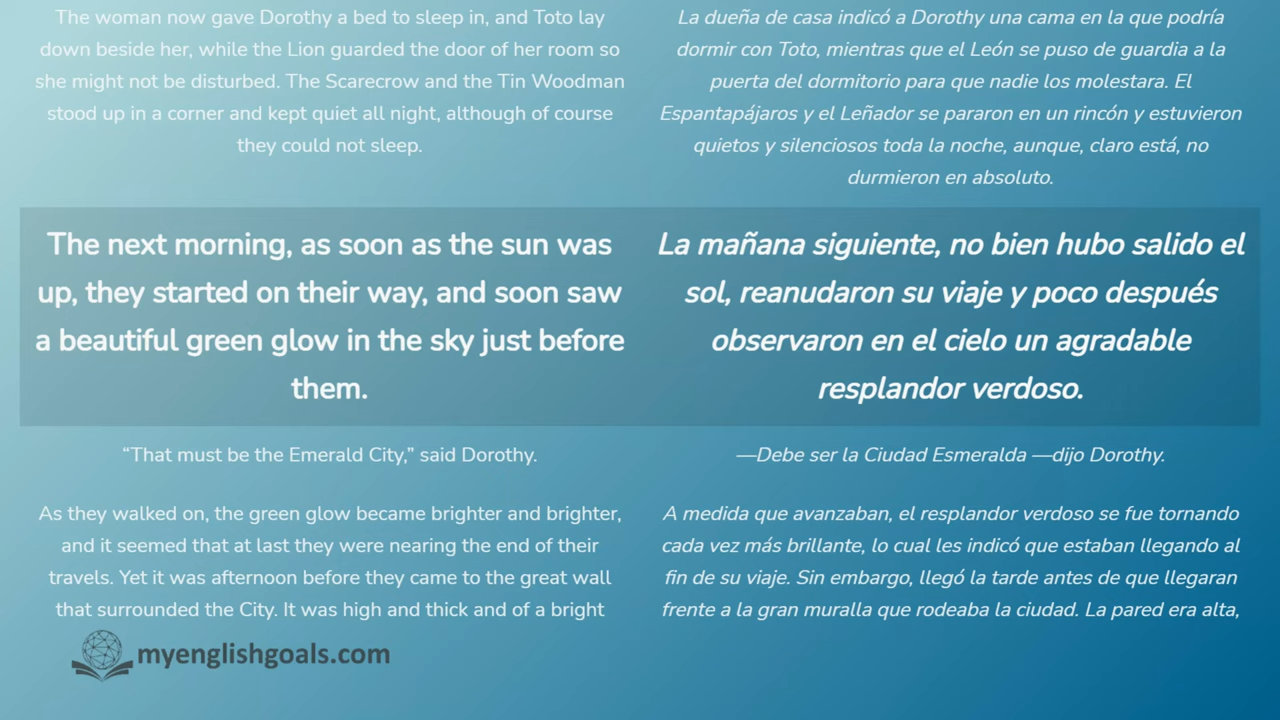 The woman now gave Dorothy a bed to sleep in, and Toto lay
down beside her, while the Lion guarded the door of her room so
she might not be disturbed. The Scarecrow and the Tin Woodman
stood up in a corner and kept quiet all night, although of course
they could not sleep.
La dueña de casa indicó a Dorothy una cama en la que podría
dormir con Toto, mientras que el León se puso de guardia a la
puerta del dormitorio para que nadie los molestara. El
Espantapájaros y el Leñador se pararon en un rincón y estuvieron
quietos y silenciosos toda la noche, aunque, claro está, no
durmieron en absoluto.
The next morning, as soon as the sun was
up, they started on their way, and soon saw
a beautiful green glow in the sky just before
them.
La mañana siguiente, no bien hubo salido el
sol, reanudaron su viaje y poco después
observaron en el cielo un agradable
resplandor verdoso.
“That must be the Emerald City,” said Dorothy.
—Debe ser la Ciudad Esmeralda —dijo Dorothy.
As they walked on, the green glow became brighter and brighter,
and it seemed that at last they were nearing the end of their
travels. Yet it was afternoon before they came to the great wall
that surrounded the City. It was high and thick and of a bright
A medida que avanzaban, el resplandor verdoso se fue tornando
cada vez más brillante, lo cual les indicó que estaban llegando al
fin de su viaje. Sin embargo, llegó la tarde antes de que llegaran
frente a la gran muralla que rodeaba la ciudad. La pared era alta,
myenglishgoals.com